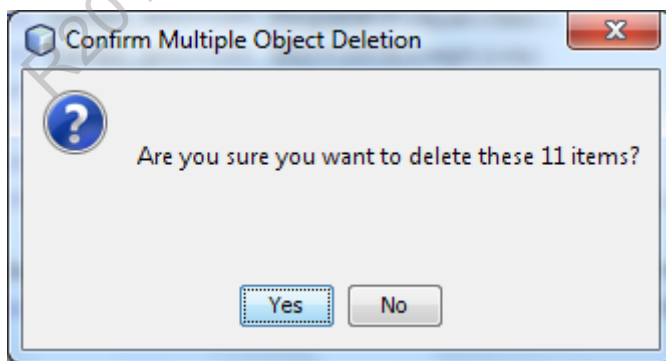 Confirm Multiple Object Deletion
Are you sure you want to delete these 11 items?
Yes
No